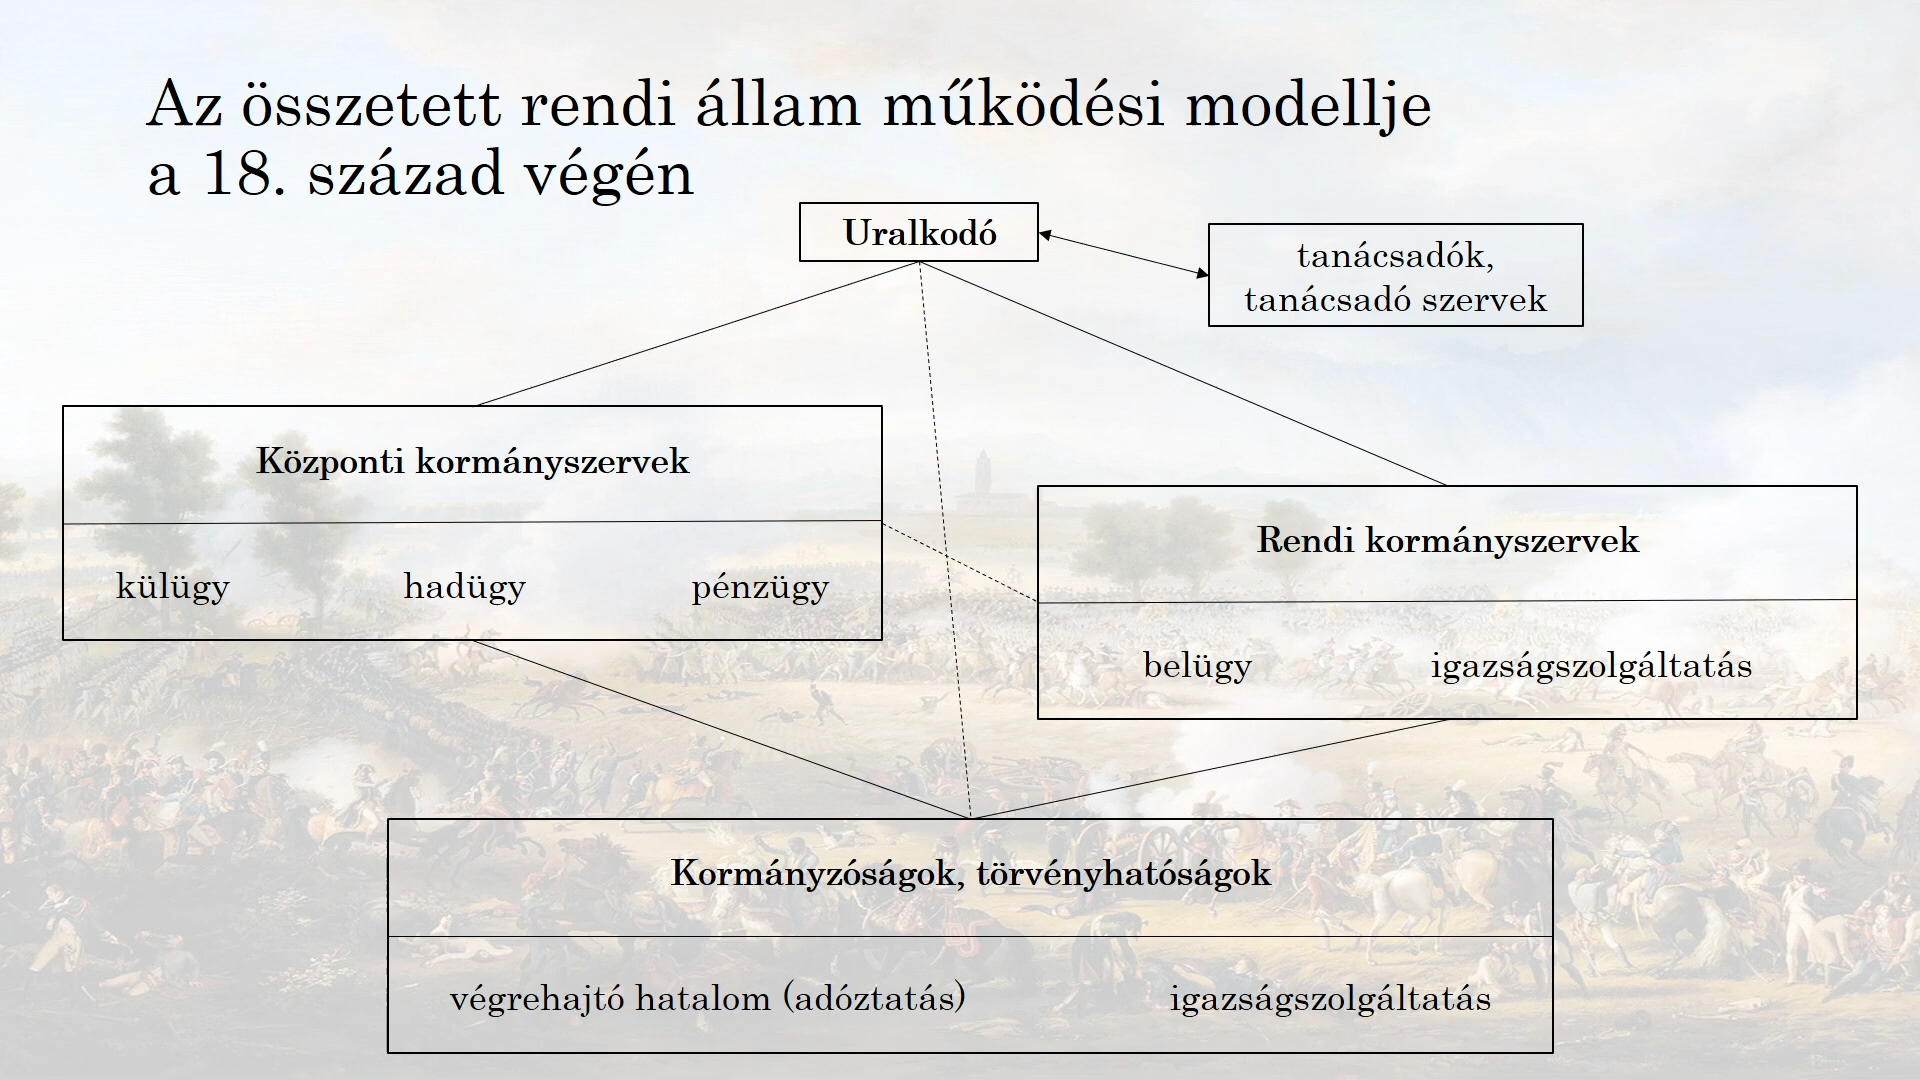 Az összetett rendi állam működési modellje
a 18. század végén
Uralkodó
tanácsadók,
tanácsadó szervek
Központi kormányszervek
külügy hadügy pénzügy
Rendi kormányszervek
belügy igazságszolgáltatás
Kormányzóságok, törvényhatóságok
végrehajtó hatalom (adóztatás) igazságszolgáltatás